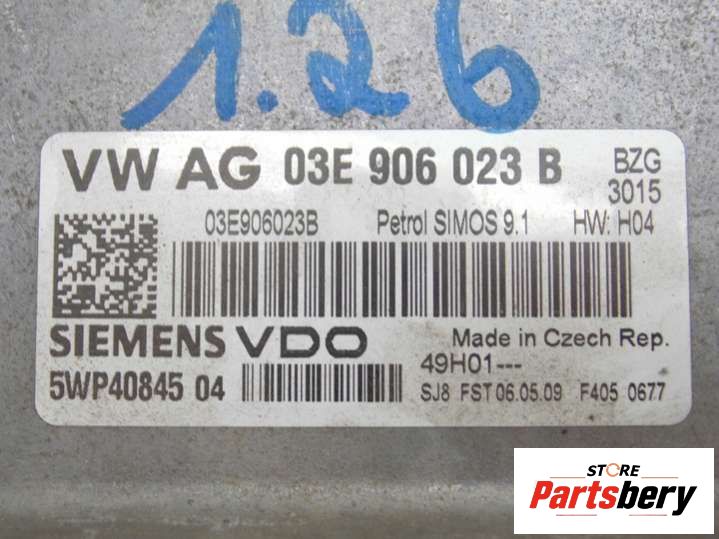 1.26
VW AG 03E 906 023 B BZG
3015
03E906023B Petrol SIMOS 9.1 HW: H04
SIEMENS VDO Made in Czech Rep.
49H01---
5WP40845 04 SJ8 FST 06.05.09 F405 0677
STORE
Partsbery